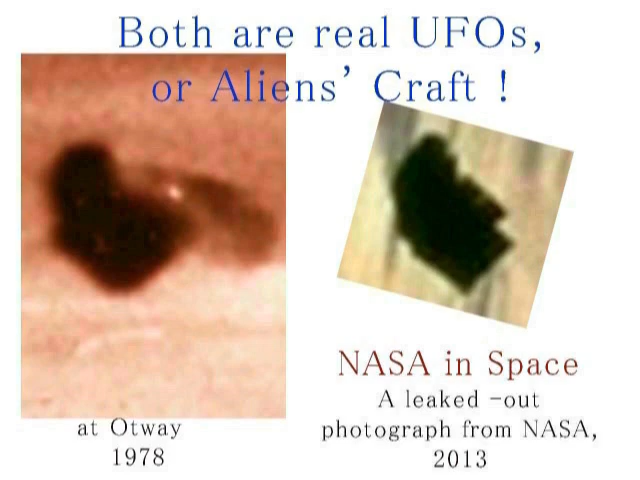 Both are real UFOs,
or Aliens' Craft !
at Otway
1978
NASA in Space
A leaked -out
photograph from NASA,
2013